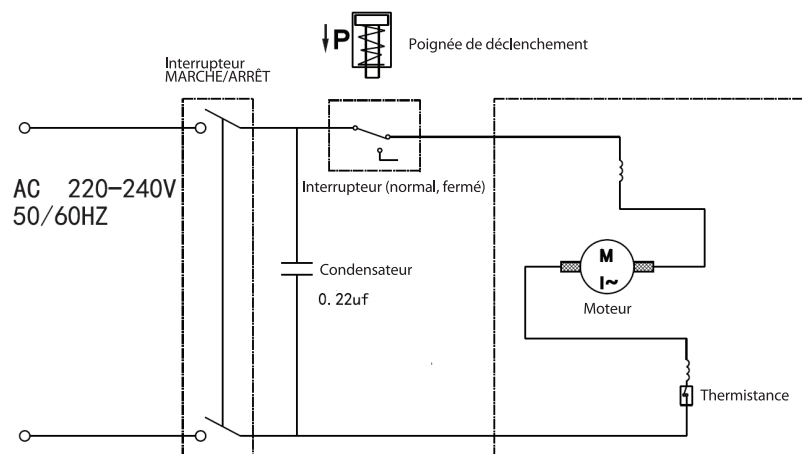 P
Poignée de déclenchement
Interrupteur
MARCHE/ARRÊT
AC 220-240V
50/60HZ
Interrupteur (normal, fermé)
Condensateur
0.22uf
M
1~
Moteur
Thermistance